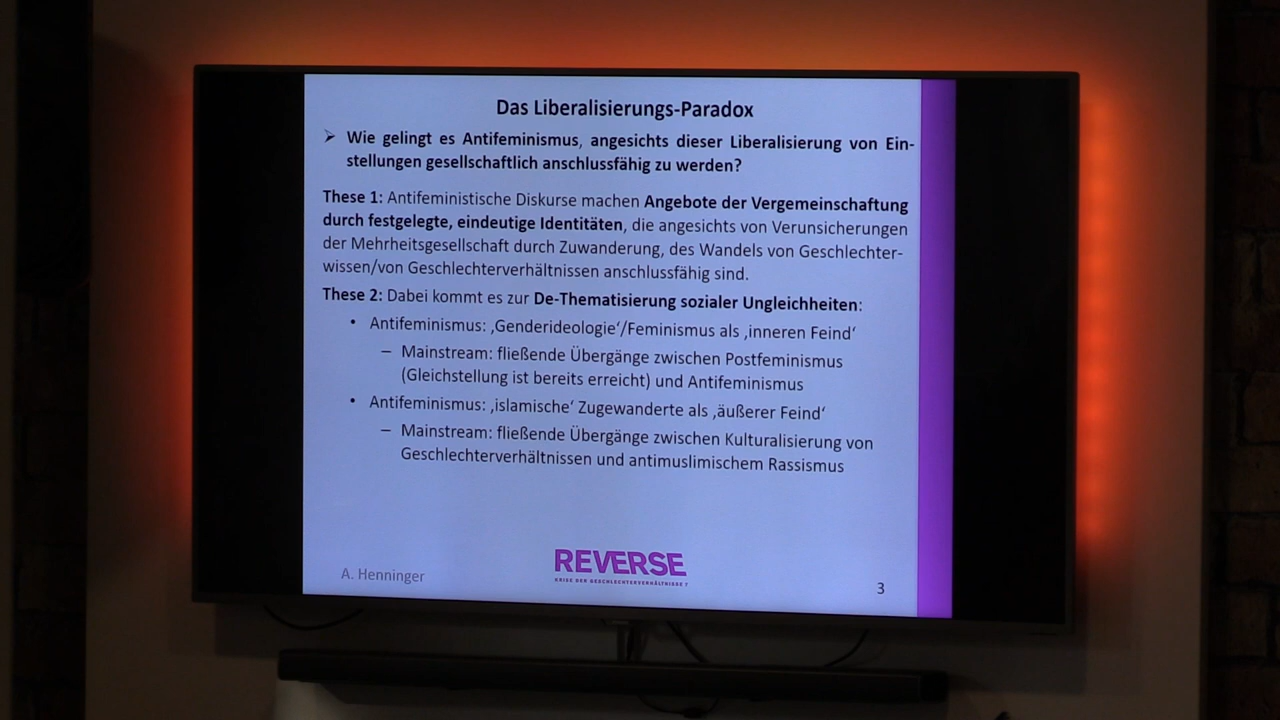 Das Liberalisierungs-Paradox
➢ Wie gelingt es Antifeminismus, angesichts dieser Liberalisierung von Ein-
stellungen gesellschaftlich anschlussfähig zu werden?
These 1: Antifeministische Diskurse machen Angebote der Vergemeinschaftung
durch festgelegte, eindeutige Identitäten, die angesichts von Verunsicherungen
der Mehrheitsgesellschaft durch Zuwanderung, des Wandels von Geschlechter-
wissen/von Geschlechterverhältnissen anschlussfähig sind.
These 2: Dabei kommt es zur De-Thematisierung sozialer Ungleichheiten:
• Antifeminismus: ‚Genderideologie‘/Feminismus als ‚inneren Feind‘
– Mainstream: fließende Übergänge zwischen Postfeminismus
(Gleichstellung ist bereits erreicht) und Antifeminismus
• Antifeminismus: ‚islamische‘ Zugewanderte als ‚äußerer Feind‘
– Mainstream: fließende Übergänge zwischen Kulturalisierung von
Geschlechterverhältnissen und antimuslimischem Rassismus
REVERSE
KRISE DER GESCHLECHTERVERHÄLTNISSE ?
A. Henninger
3